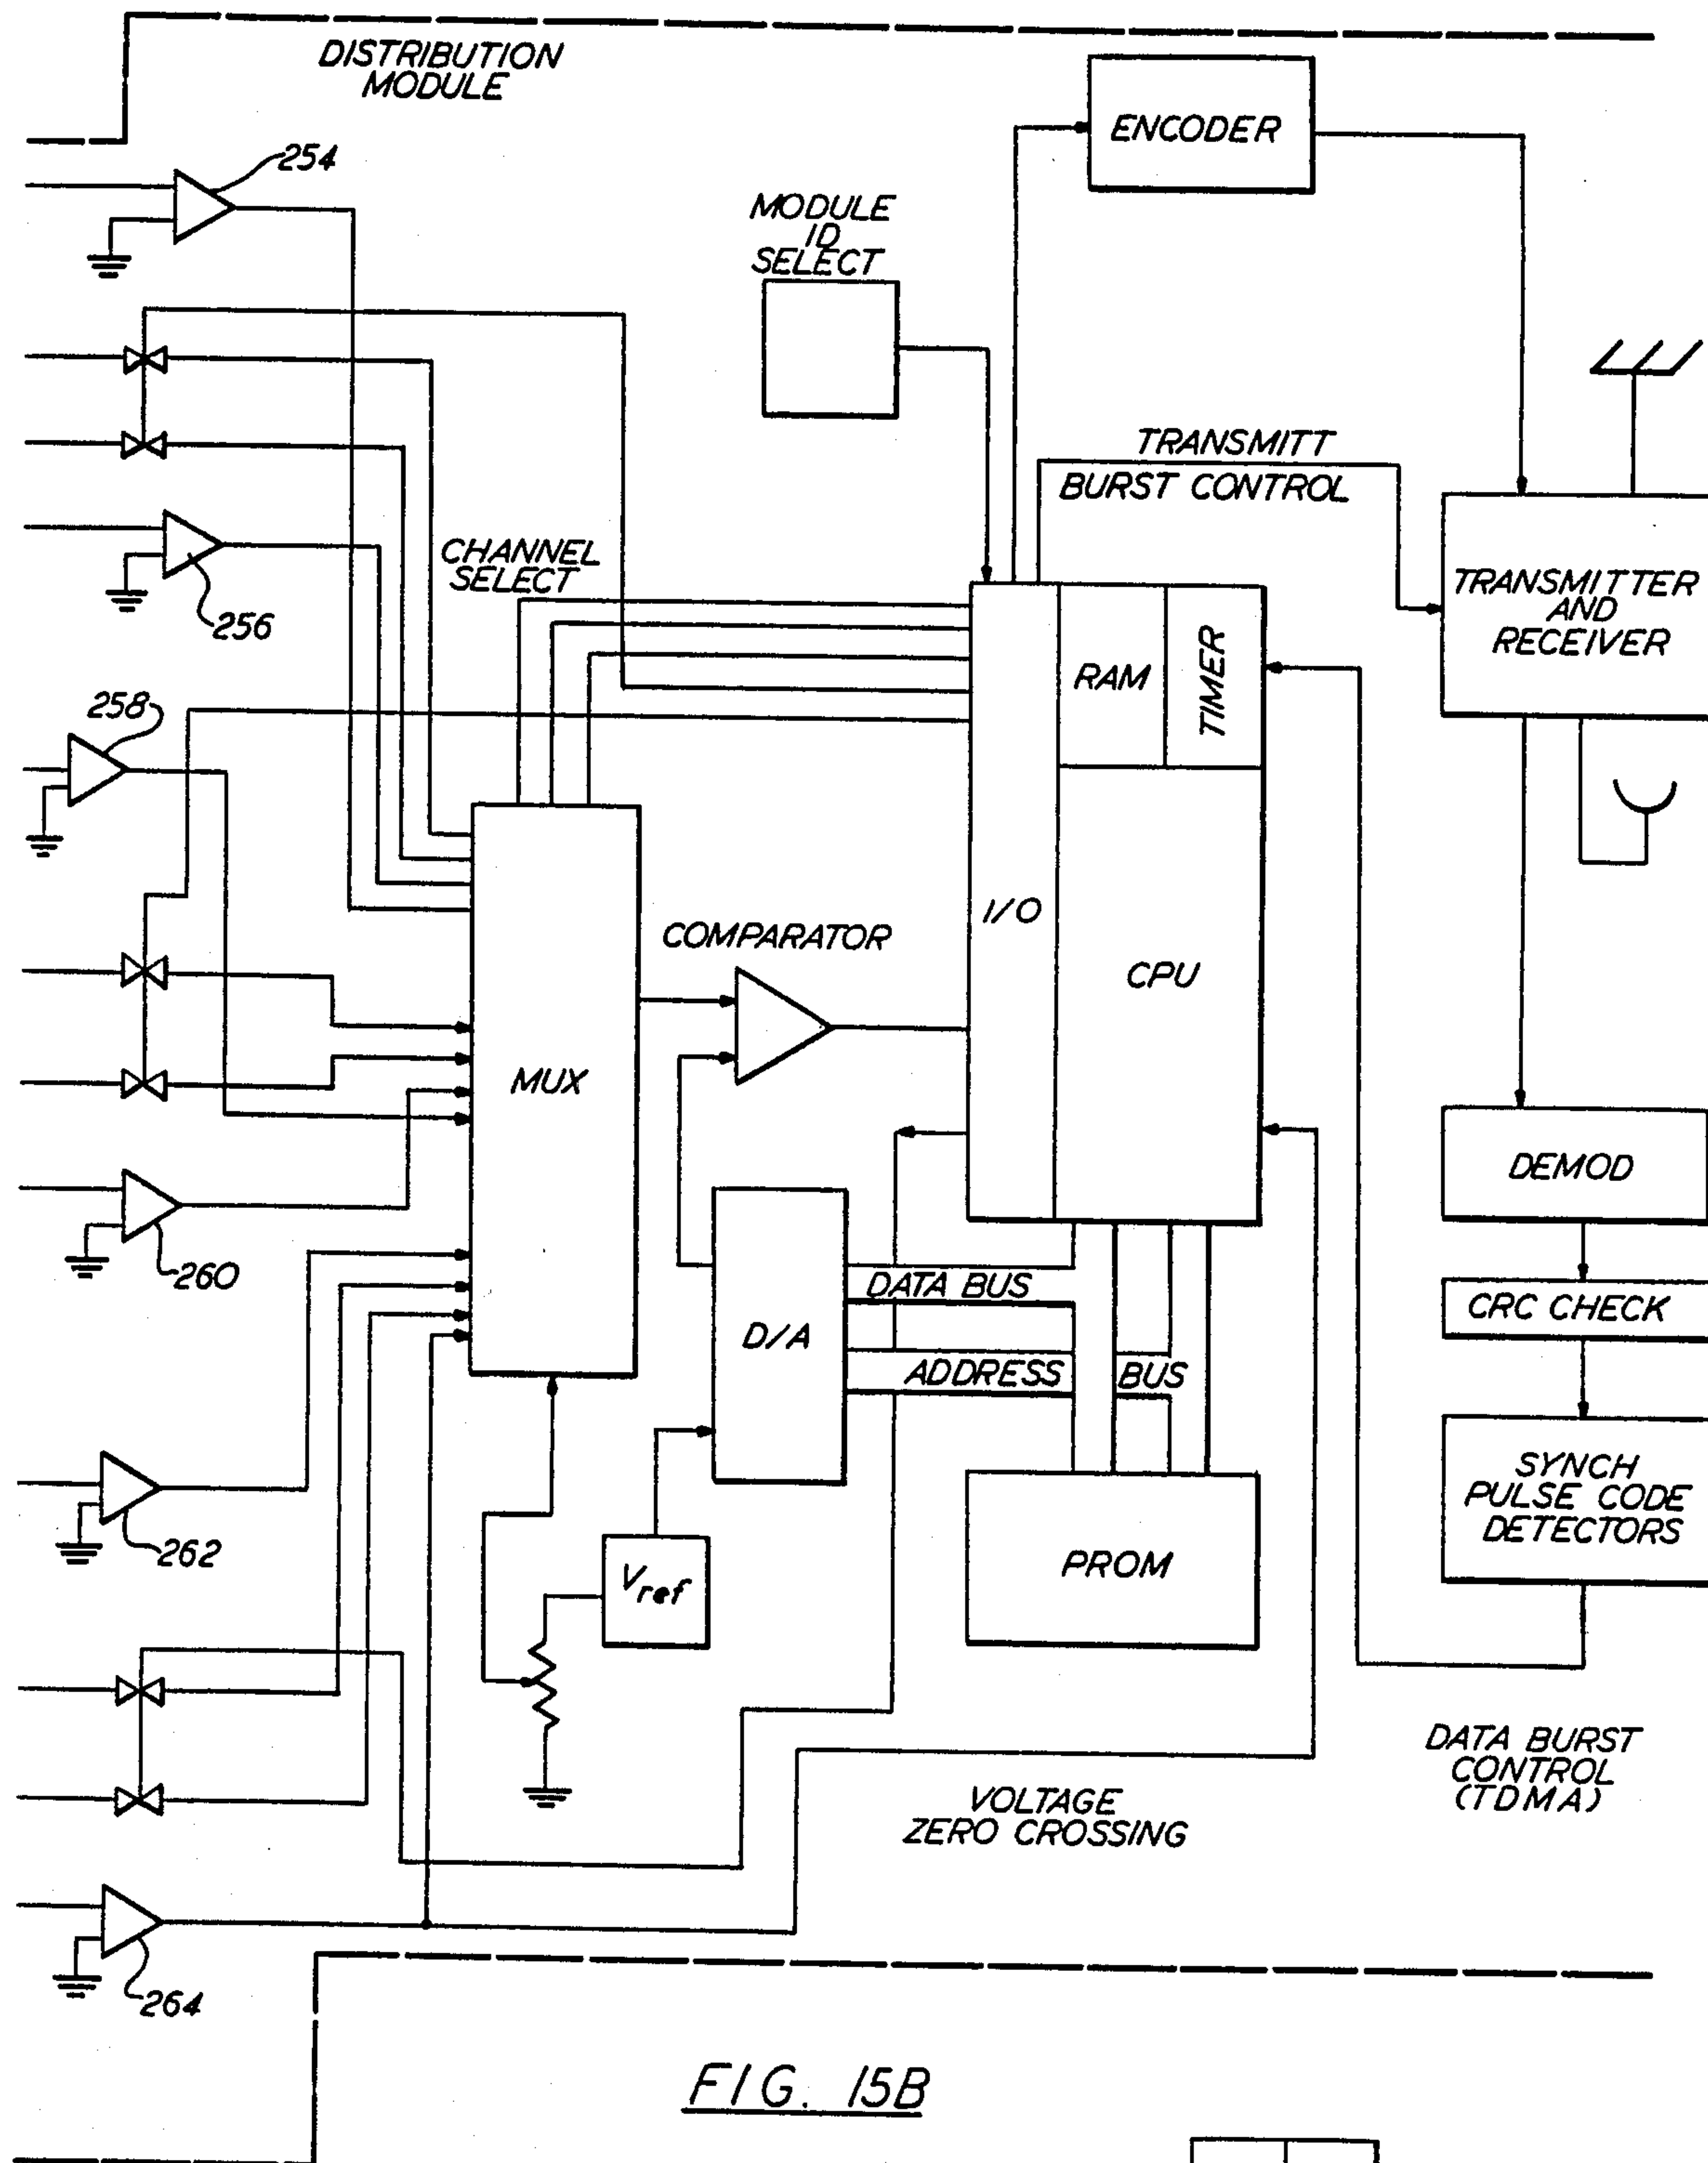 DISTRIBUTION
MODULE
ENCODER
254
MODULE
ID
SELECT
TRANSMITT
BURST CONTROL
256
CHANNEL
SELECT
TRANSMITTER
AND
RECEIVER
RAM
TIMER
258
I/O
COMPARATOR
CPU
MUX
DEMOD
260
DATA BUS
CRC CHECK
D/A
ADDRESS BUS
SYNCH
PULSE CODE
DETECTORS
262
Vref
PROM
DATA BURST
CONTROL
(TDMA)
VOLTAGE
ZERO CROSSING
264
FIG. 15B